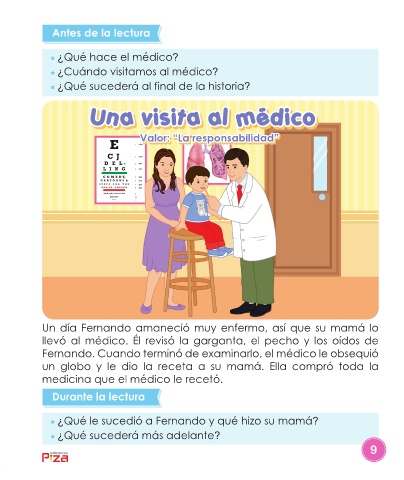 Antes de la lectura
¿Qué hace el médico?
¿Cuándo visitamos al médico?
¿Qué sucederá al final de la historia?
Una visita al médico
Valor: "La responsabilidad"
E
C J
D E L -
L I N G
Un día Fernando amaneció muy enfermo, así que su mamá lo
llevó al médico. Él revisó la garganta, el pecho y los oídos de
Fernando. Cuando terminó de examinarlo, el médico le obsequió
un globo y le dio la receta a su mamá. Ella compró toda la
medicina que el médico le recetó.
Durante la lectura
¿Qué le sucedió a Fernando y qué hizo su mamá?
¿Qué sucederá más adelante?
9